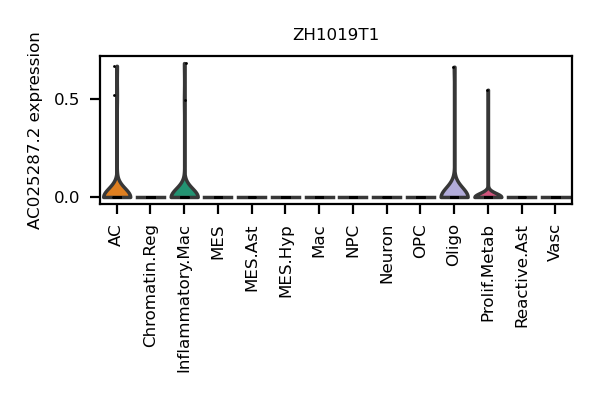 ZH1019T1
AC025287.2 expression
0.5
0.0
AC
Chromatin.Reg
Inflammatory.Mac
MES
MES.Ast
MES.Hyp
Mac
NPC
Neuron
OPC
Oligo
Prolif.Metab
Reactive.Ast
Vasc